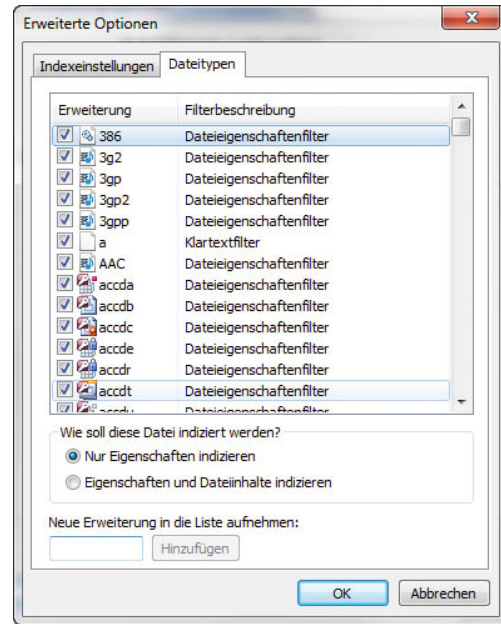 Erweiterte Optionen
Indexeinstellungen Dateitypen
Erweiterung Filterbeschreibung
386 Dateieigenschaftenfilter
3g2 Dateieigenschaftenfilter
3gp Dateieigenschaftenfilter
3gp2 Dateieigenschaftenfilter
3gpp Dateieigenschaftenfilter
a Klartextfilter
AAC Dateieigenschaftenfilter
accda Dateieigenschaftenfilter
accdb Dateieigenschaftenfilter
accdc Dateieigenschaftenfilter
accde Dateieigenschaftenfilter
accdr Dateieigenschaftenfilter
accdt Dateieigenschaftenfilter
accdu Dateieigenschaftenfilter
Wie soll diese Datei indiziert werden?
Nur Eigenschaften indizieren
Eigenschaften und Dateiinhalte indizieren
Neue Erweiterung in die Liste aufnehmen:
Hinzufügen
OK Abbrechen